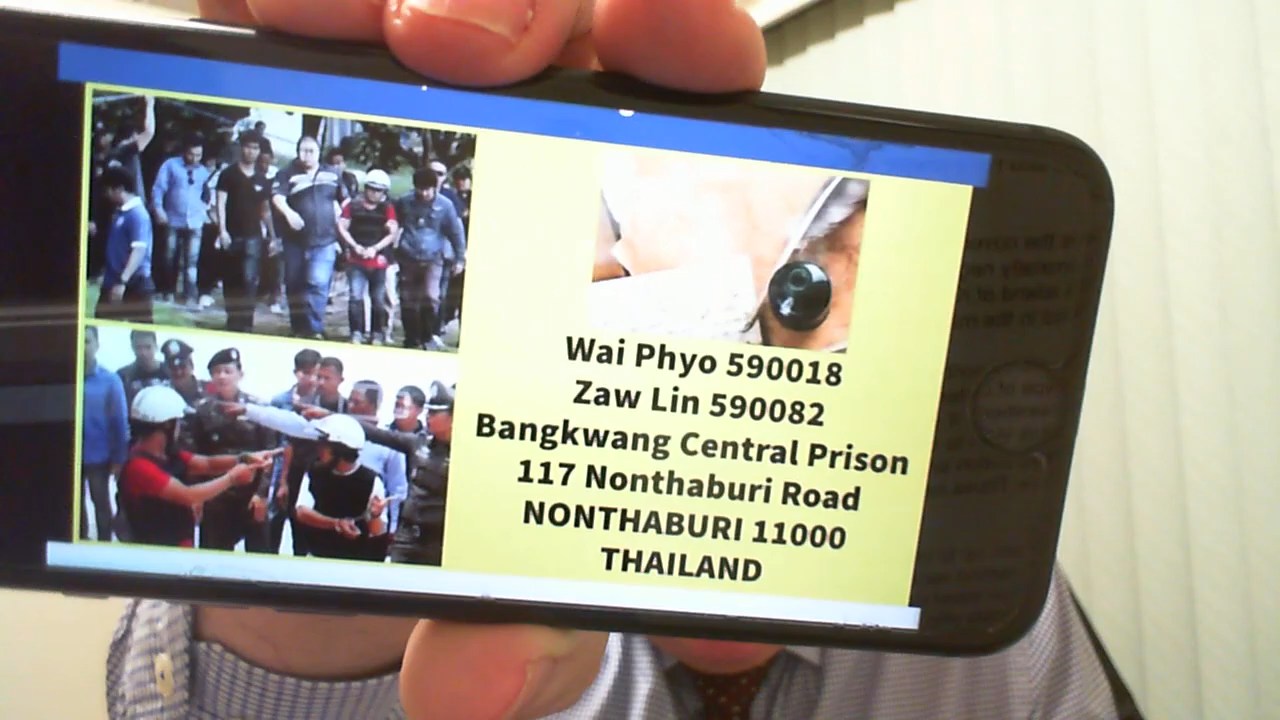 Wai Phyo 590018
Zaw Lin 590082
Bangkwang Central Prison
117 Nonthaburi Road
NONTHABURI 11000
THAILAND